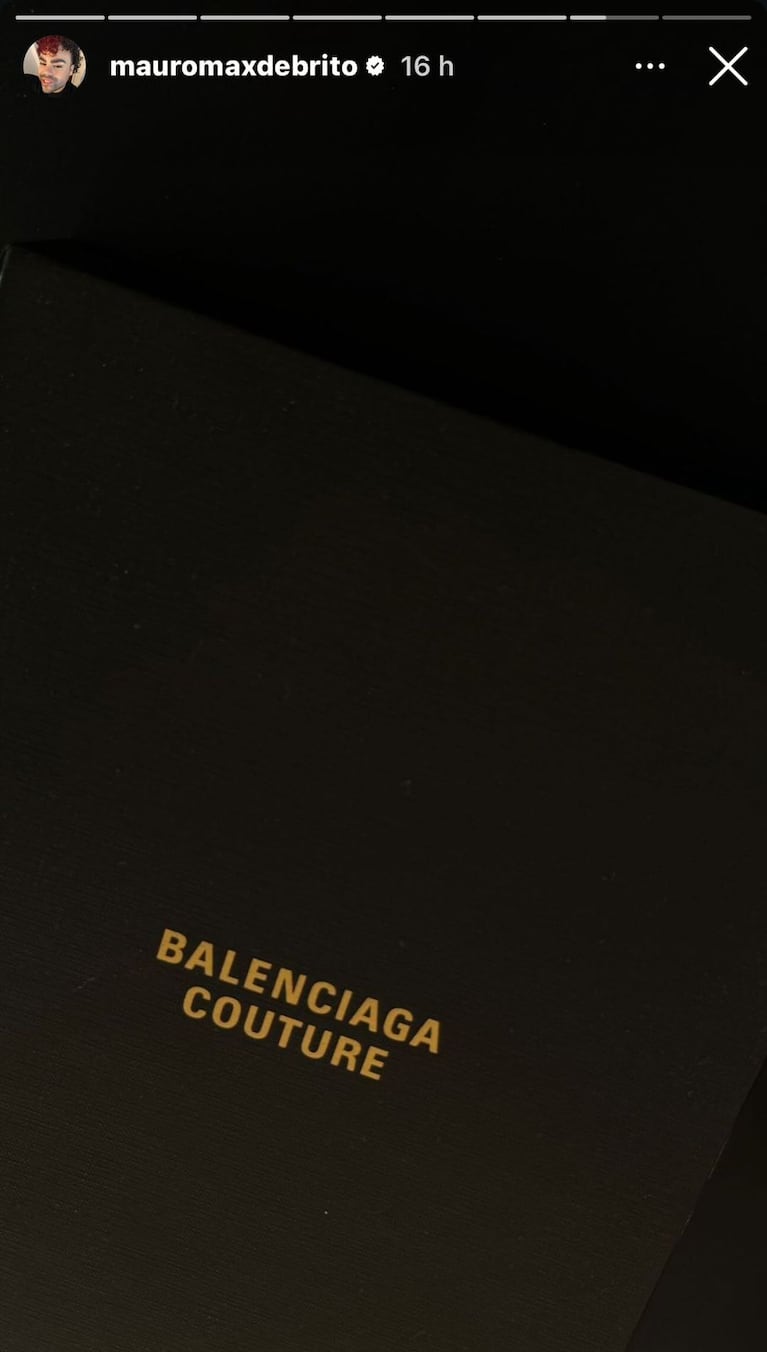 mauromaxdebrito 16 h
BALENCIAGA
COUTURE